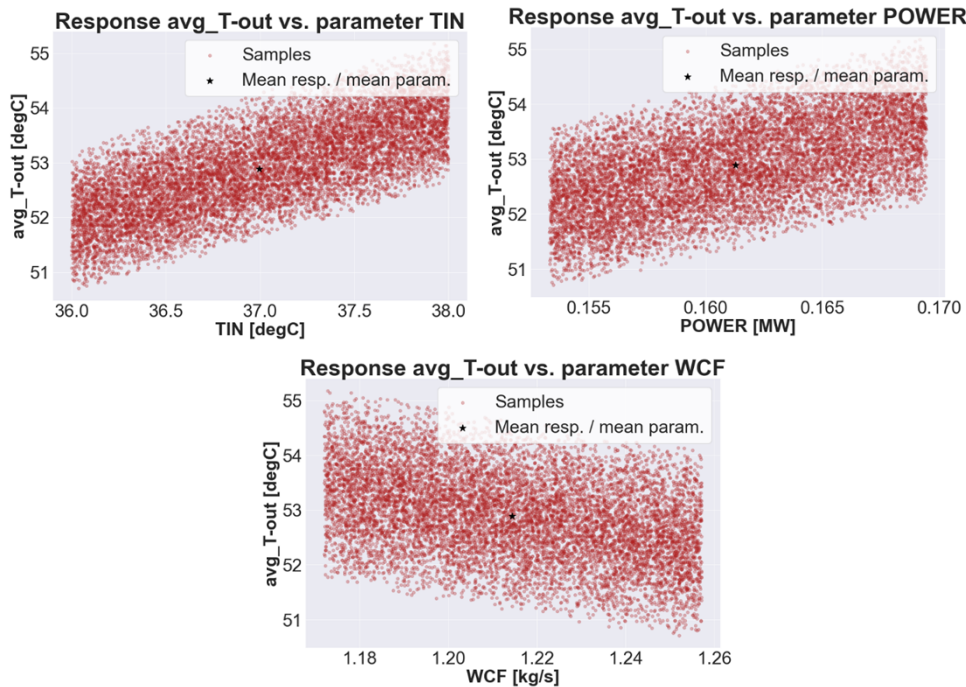 Response avg_T-out vs. parameter TIN
Samples
Mean resp. / mean param.
avg_T-out [degC]
55
54
53
52
51
36.0 36.5 37.0 37.5 38.0
TIN [degC]
Response avg_T-out vs. parameter POWER
Samples
Mean resp. / mean param.
avg_T-out [degC]
55
54
53
52
51
0.155 0.160 0.165 0.170
POWER [MW]
Response avg_T-out vs. parameter WCF
Samples
Mean resp. / mean param.
avg_T-out [degC]
55
54
53
52
51
1.18 1.20 1.22 1.24 1.26
WCF [kg/s]